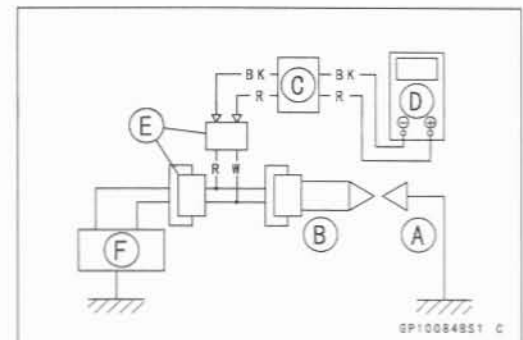 BK C BK
R R D
⊖ ⊕
E
R W
B A
F
GP10084BS1 C